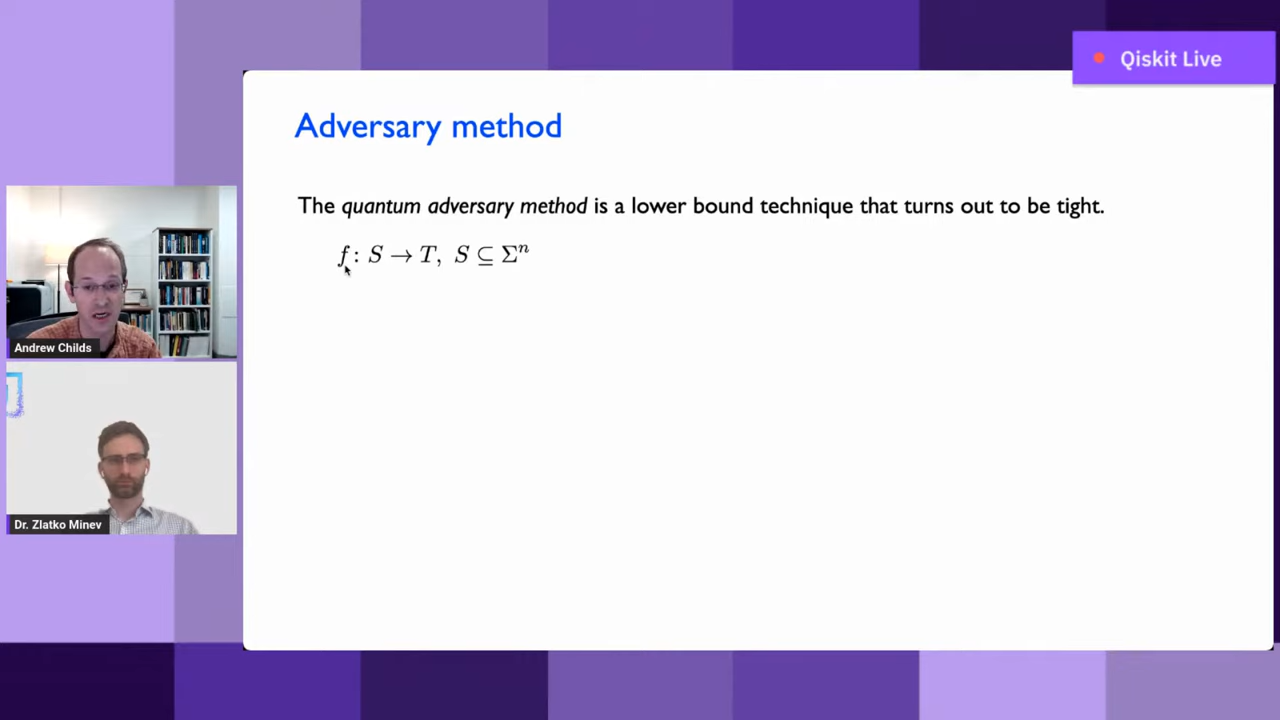 Qiskit Live
Adversary method
The quantum adversary method is a lower bound technique that turns out to be tight.
f: S → T, S ⊆ Σⁿ
Andrew Childs
Dr. Zlatko Minev